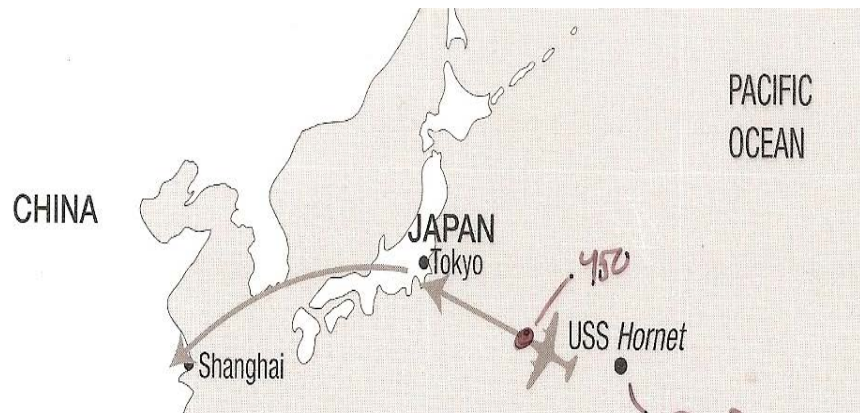 PACIFIC
OCEAN
CHINA
JAPAN
Tokyo
450
USS Hornet
Shanghai